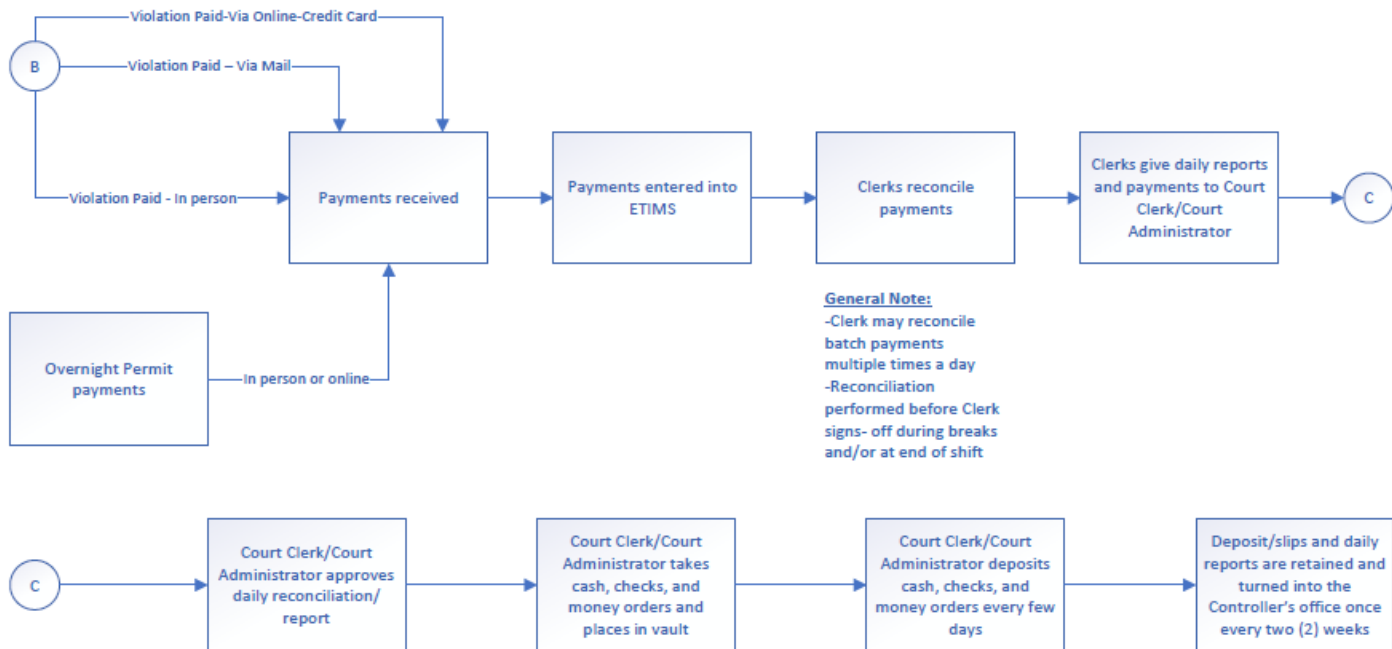 Violation Paid-Via Online-Credit Card
B
Violation Paid – Via Mail
Violation Paid - In person
Payments received
Payments entered into
ETIMS
Clerks reconcile
payments
Clerks give daily reports
and payments to Court
Clerk/Court
Administrator
C
General Note:
-Clerk may reconcile
batch payments
multiple times a day
-Reconciliation
performed before Clerk
signs- off during breaks
and/or at end of shift
Overnight Permit
payments
In person or online
C
Court Clerk/Court
Administrator approves
daily reconciliation/
report
Court Clerk/Court
Administrator takes
cash, checks, and
money orders and
places in vault
Court Clerk/Court
Administrator deposits
cash, checks, and
money orders every few
days
Deposit/slips and daily
reports are retained and
turned into the
Controller’s office once
every two (2) weeks